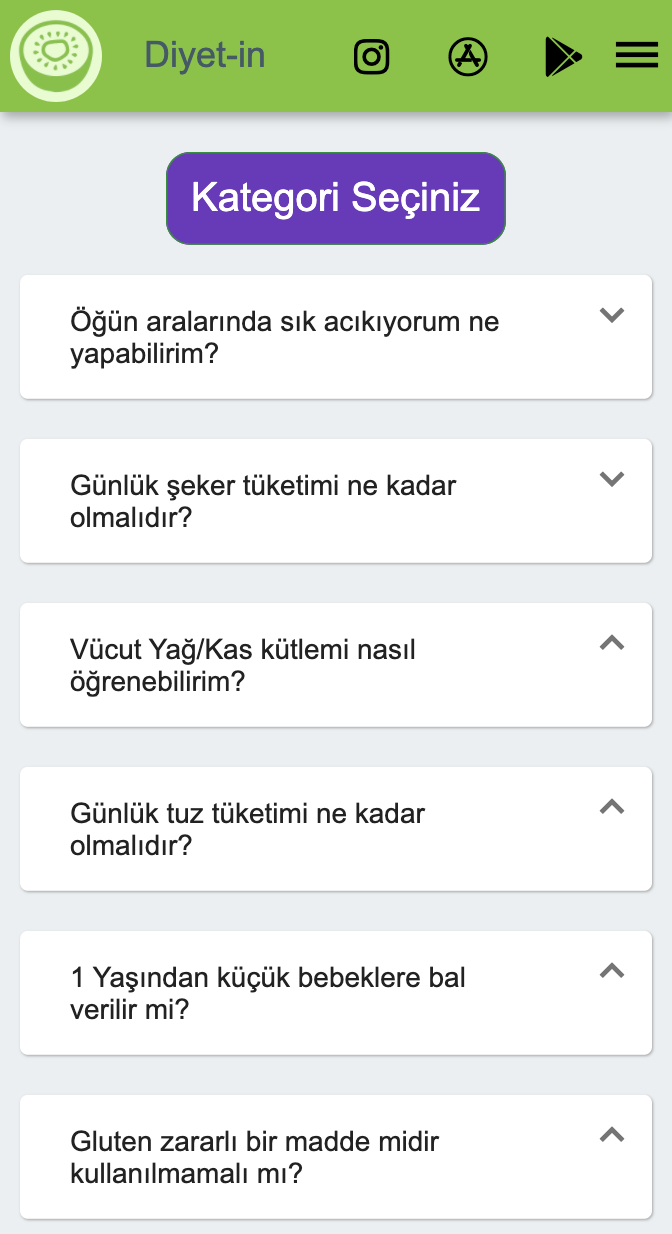 Diyet-in
Kategori Seçiniz
Öğün aralarında sık acıkıyorum ne
yapabilirim?
Günlük şeker tüketimi ne kadar
olmalıdır?
Vücut Yağ/Kas kütlemi nasıl
öğrenebilirim?
Günlük tuz tüketimi ne kadar
olmalıdır?
1 Yaşından küçük bebeklere bal
verilir mi?
Gluten zararlı bir madde midir
kullanılmamalı mı?